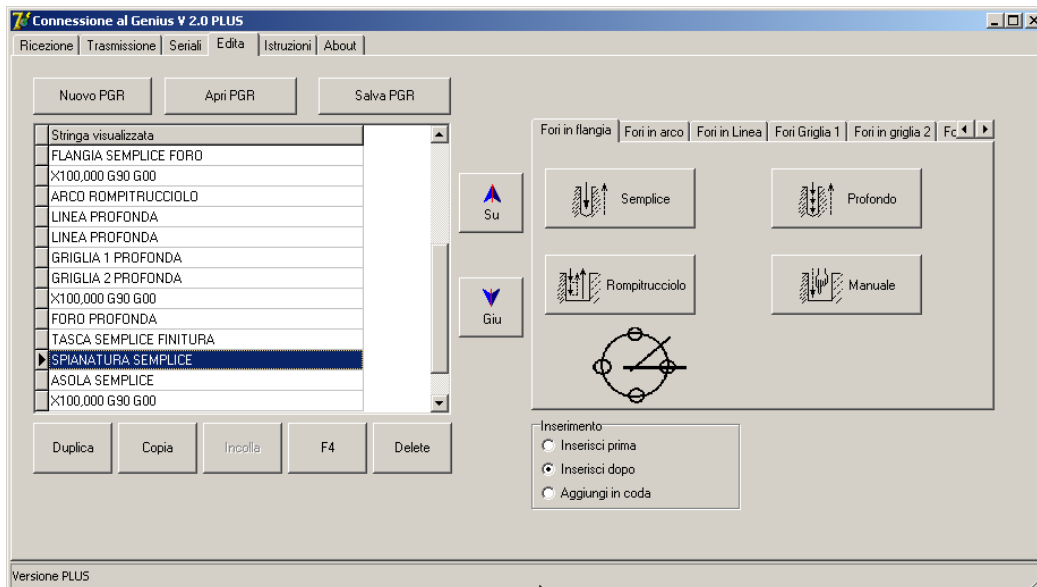 Connessione al Genius V 2.0 PLUS
Ricezione Trasmissione Seriali Edita Istruzioni About
Nuovo PGR Apri PGR Salva PGR
Stringa visualizzata
FLANGIA SEMPLICE FORO
X100,000 G90 G00
ARCO ROMPITRUCCIOLO
LINEA PROFONDA
LINEA PROFONDA
GRIGLIA 1 PROFONDA
GRIGLIA 2 PROFONDA
X100,000 G90 G00
FORO PROFONDA
TASCA SEMPLICE FINITURA
SPIANATURA SEMPLICE
ASOLA SEMPLICE
X100,000 G90 G00
Duplica Copia Incolla F4 Delete
Su
Giu
Fori in flangia Fori in arco Fori in Linea Fori Griglia 1 Fori in griglia 2
Semplice Profondo
Rompitrucciolo Manuale
Inserimento
Inserisci prima
Inserisci dopo
Aggiungi in coda
Versione PLUS